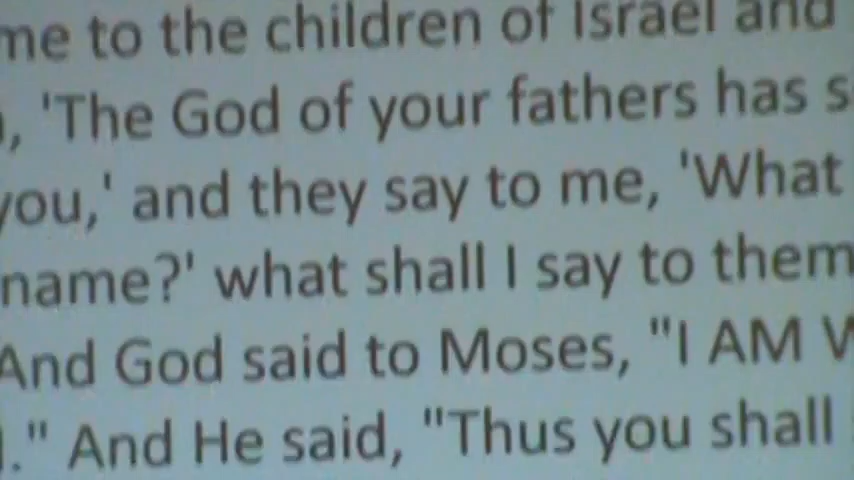 me to the children of Israel and
, 'The God of your fathers has
you,' and they say to me, 'What
name?' what shall I say to them
And God said to Moses, "I AM
." And He said, "Thus you shall